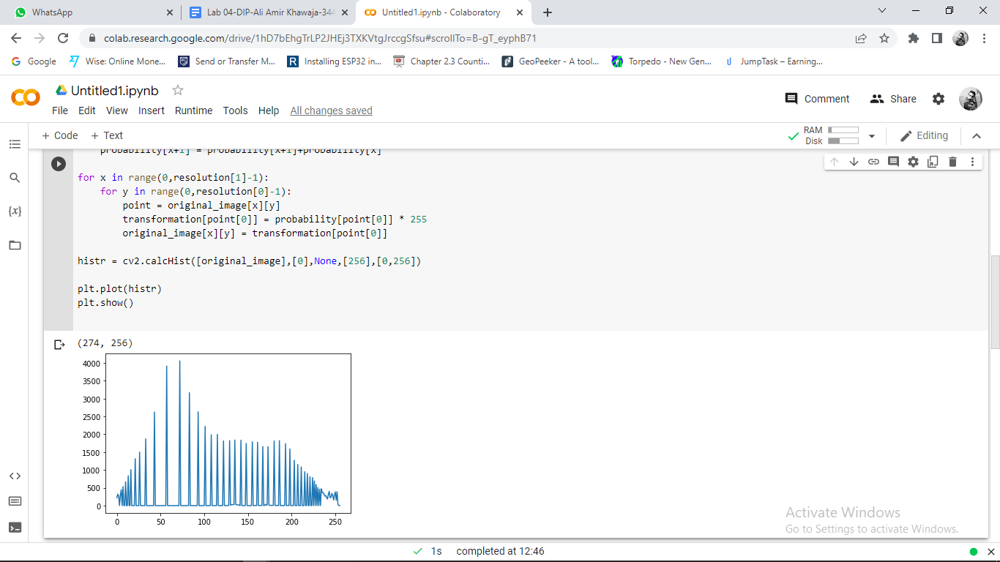 WhatsApp
Lab 04-DIP-Ali Amir Khawaja-344
Untitled1.ipynb - Colaboratory
colab.research.google.com/drive/1hD7bEhgTrLP2JHEj3TXKVtgJrccgSfsu#scrollTo=B-gT_eyphB71
Google
Wise: Online Mone...
Send or Transfer M...
Installing ESP32 in...
Chapter 2.3 Counti...
GeoPeeker - A tool...
Torpedo - New Gen...
JumpTask – Earning...
Untitled1.ipynb
Comment
Share
File Edit View Insert Runtime Tools Help All changes saved
+ Code + Text
RAM
Disk
Editing
probability[x+1] = probability[x+1]+probability[x]
for x in range(0,resolution[1]-1):
    for y in range(0,resolution[0]-1):
        point = original_image[x][y]
        transformation[point[0]] = probability[point[0]] * 255
        original_image[x][y] = transformation[point[0]]
histr = cv2.calcHist([original_image],[0],None,[256],[0,256])
plt.plot(histr)
plt.show()
(274, 256)
4000
3500
3000
2500
2000
1500
1000
500
0
0 50 100 150 200 250
Activate Windows
Go to Settings to activate Windows.
1s completed at 12:46